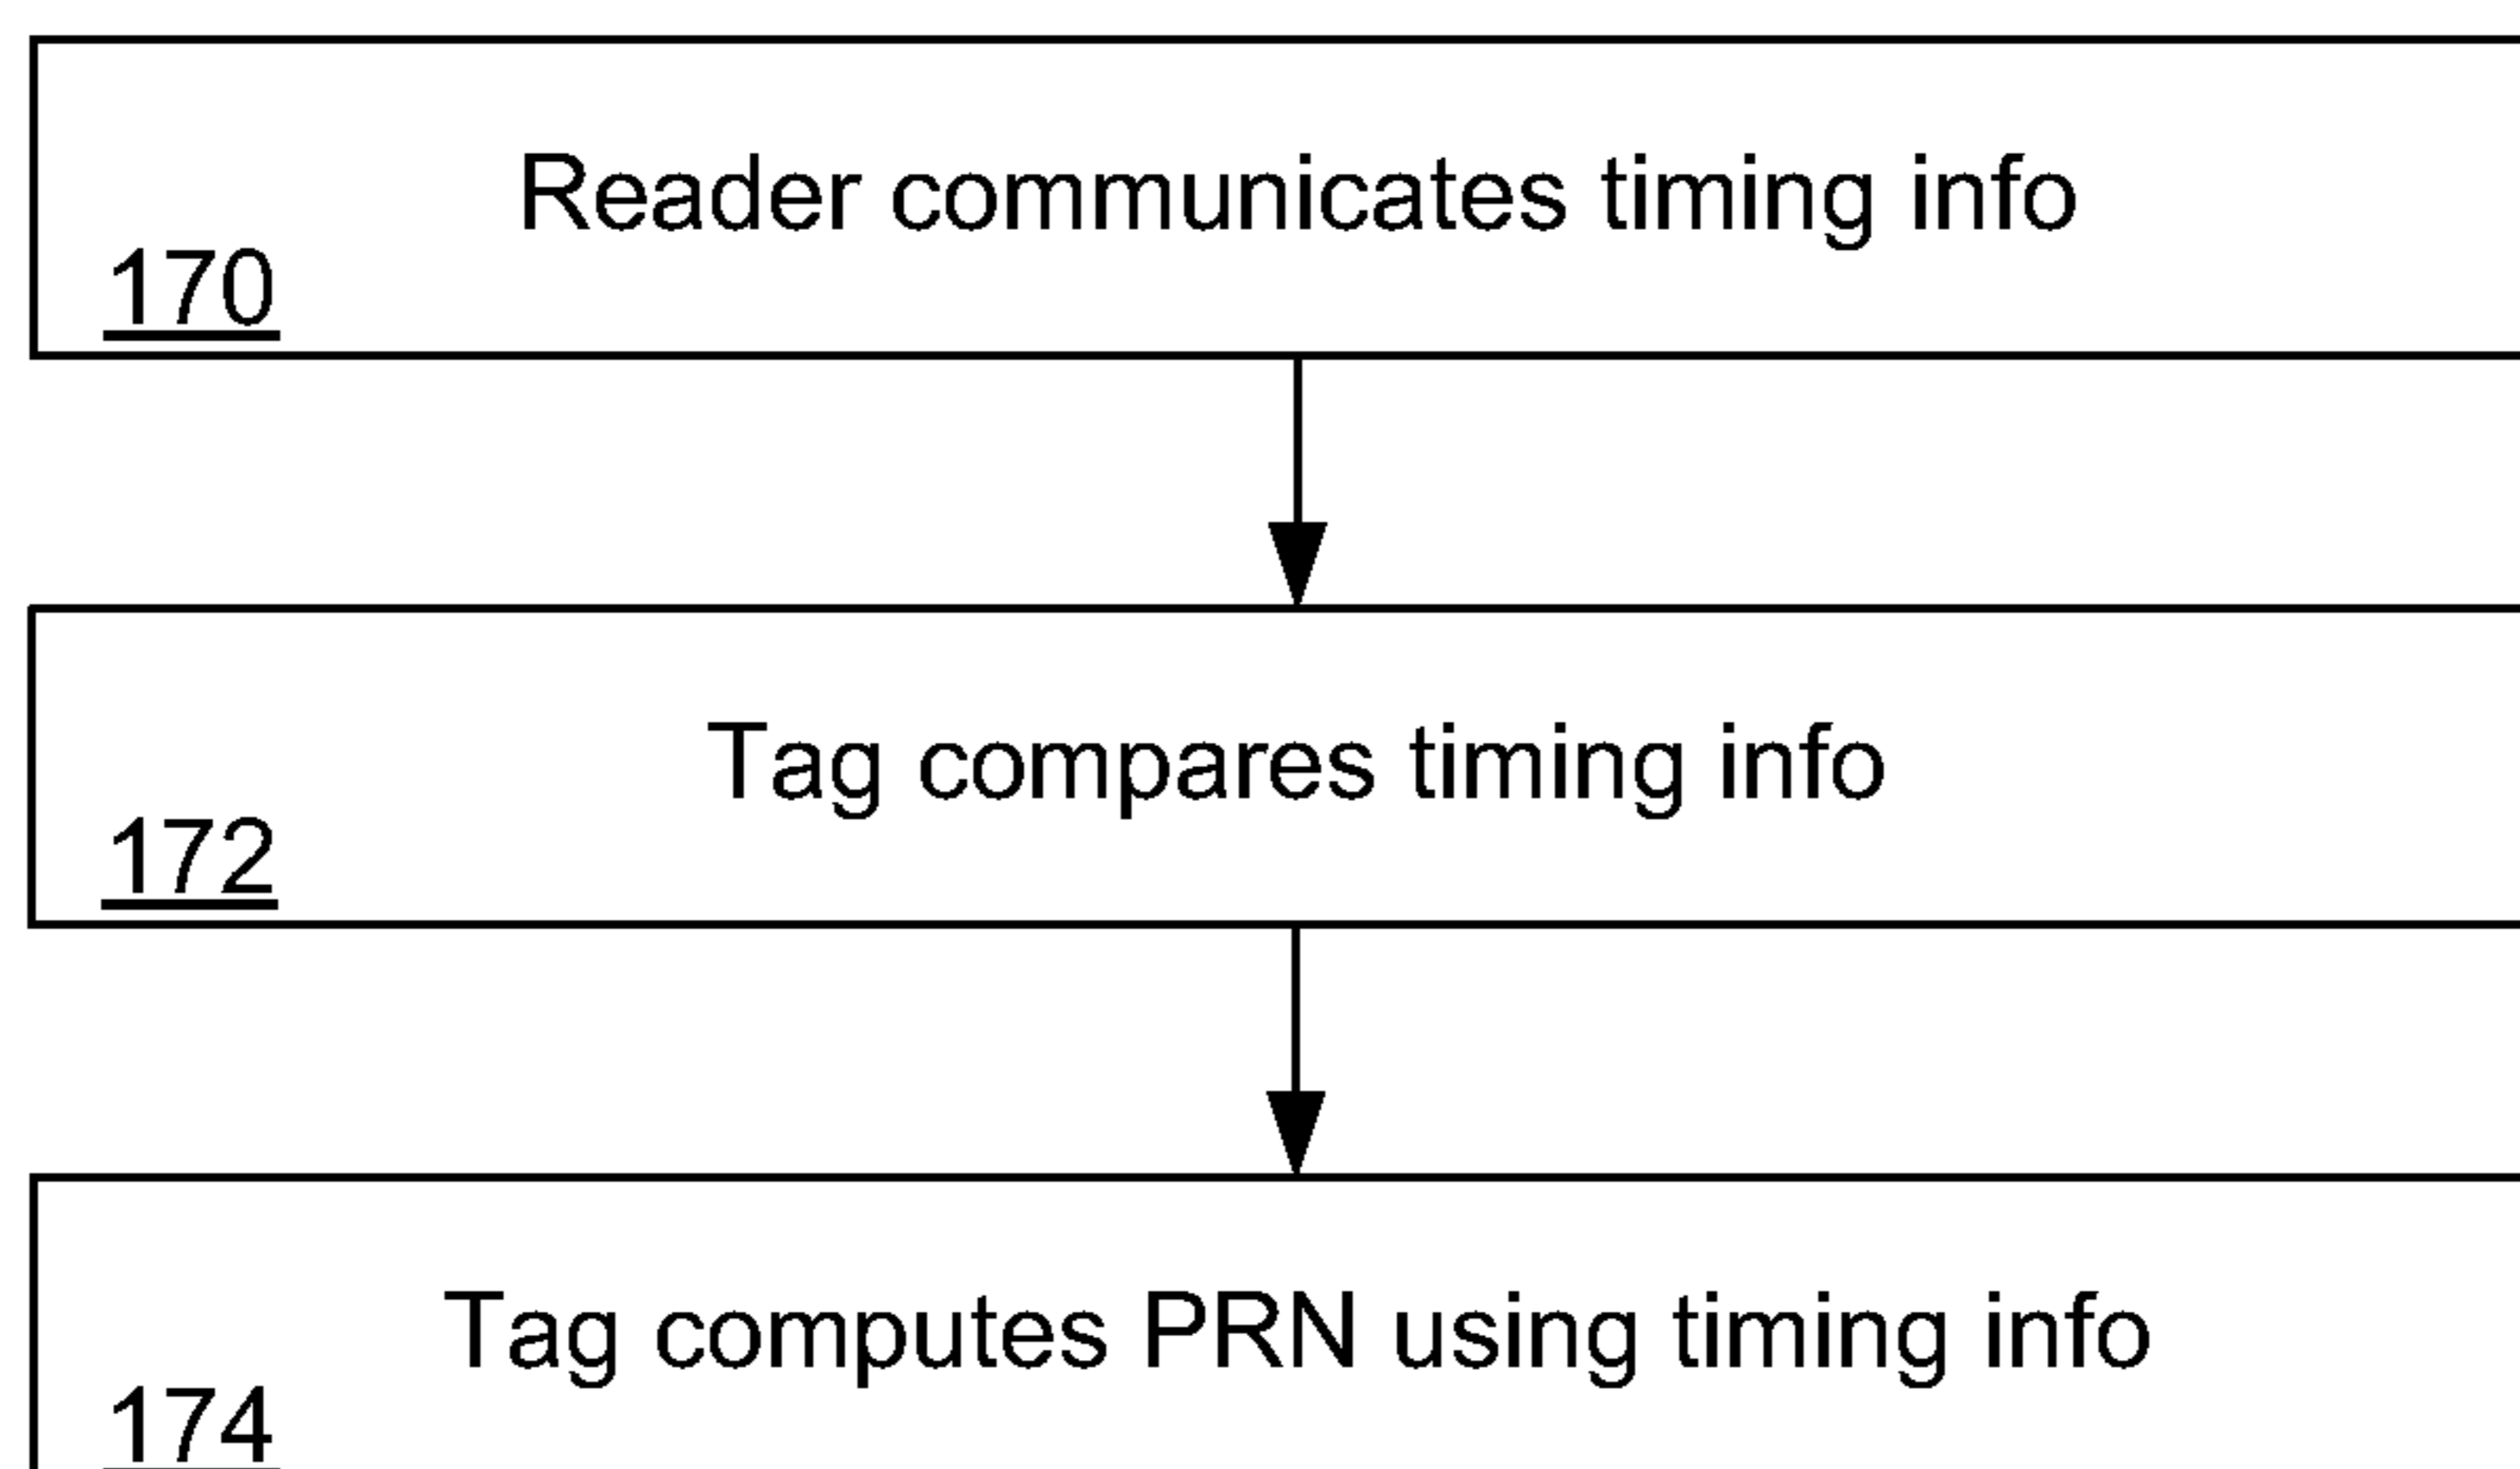 Reader communicates timing info
170
Tag compares timing info
172
Tag computes PRN using timing info
174